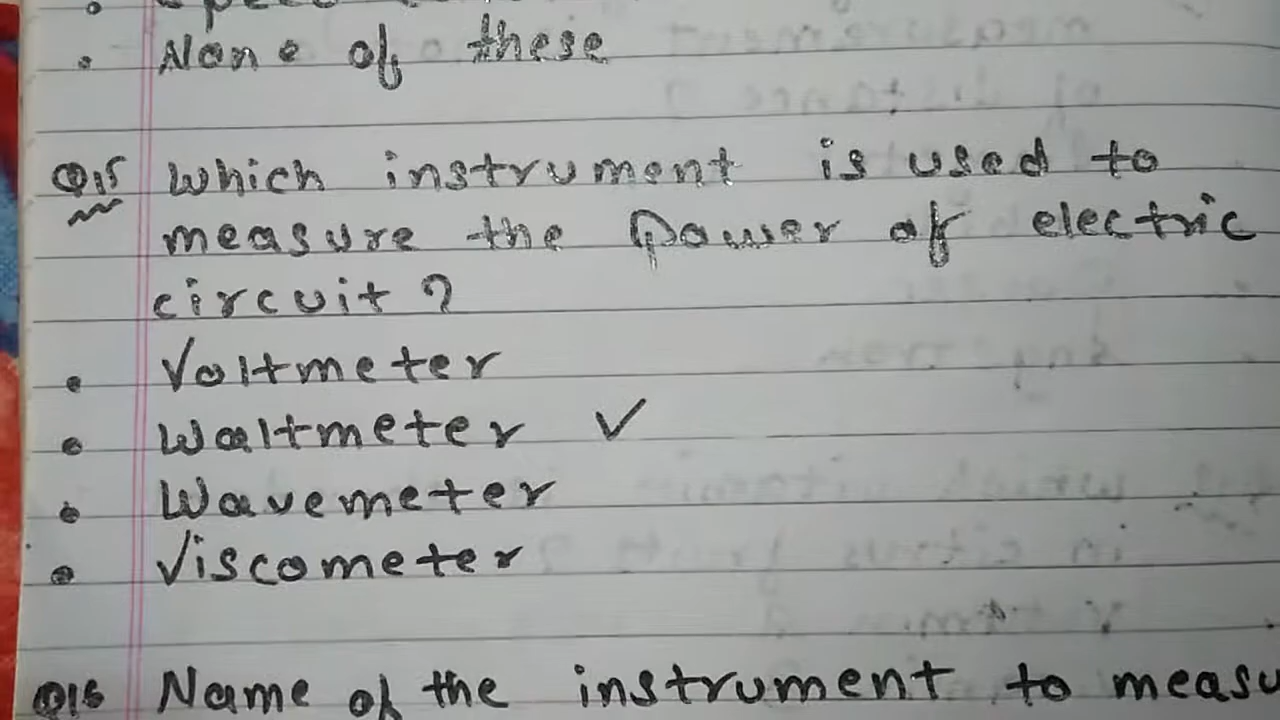 None of these
Q15 Which instrument is used to
measure the Power of electric
circuit ?
Voltmeter
Waltmeter ✓
Wavemeter
Viscometer
Q16 Name of the instrument to measu